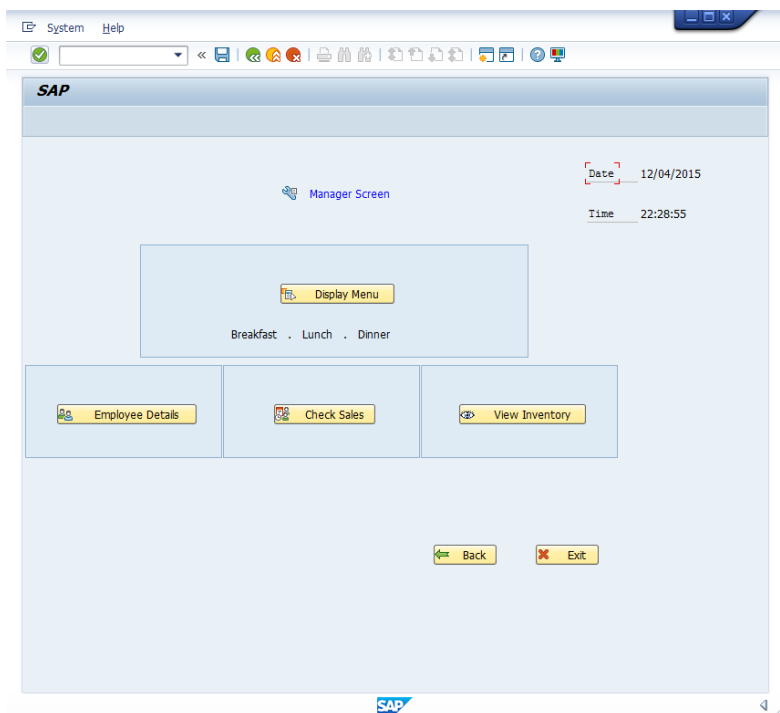 System Help
SAP
Date 12/04/2015
Manager Screen
Time 22:28:55
Display Menu
Breakfast . Lunch . Dinner
Employee Details
Check Sales
View Inventory
Back
Exit
SAP